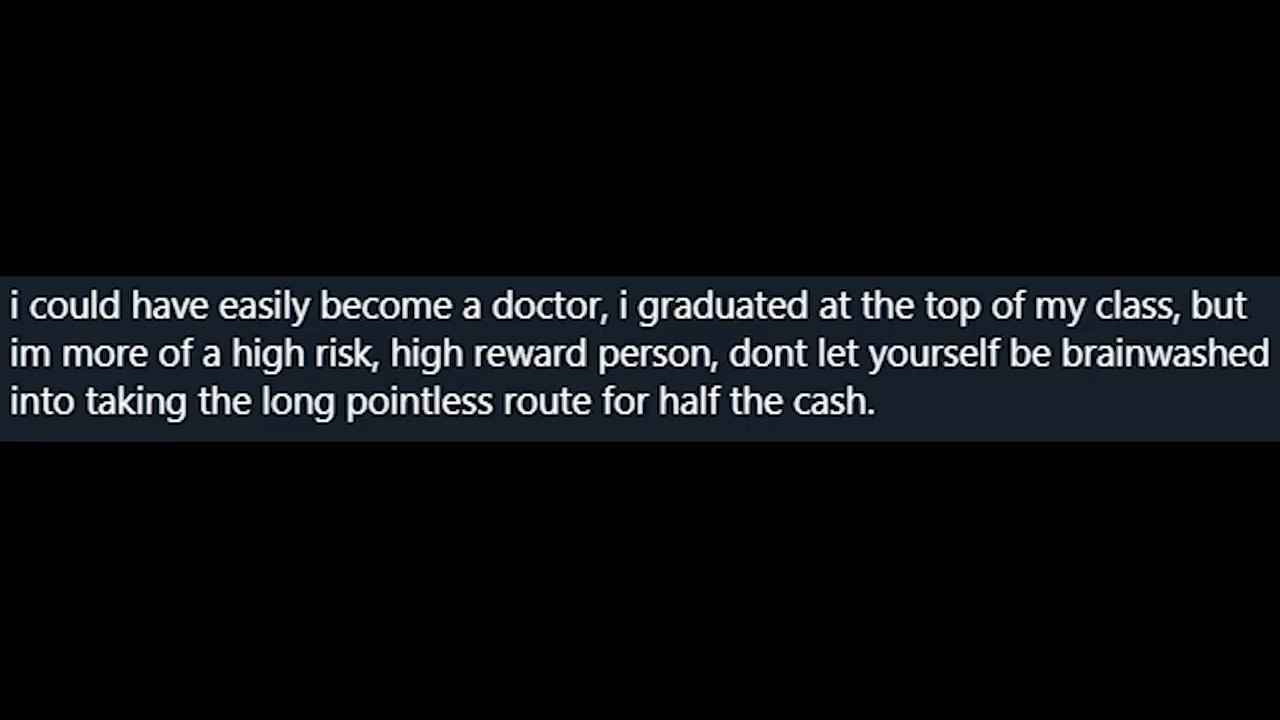 i could have easily become a doctor, i graduated at the top of my class, but
im more of a high risk, high reward person, dont let yourself be brainwashed
into taking the long pointless route for half the cash.